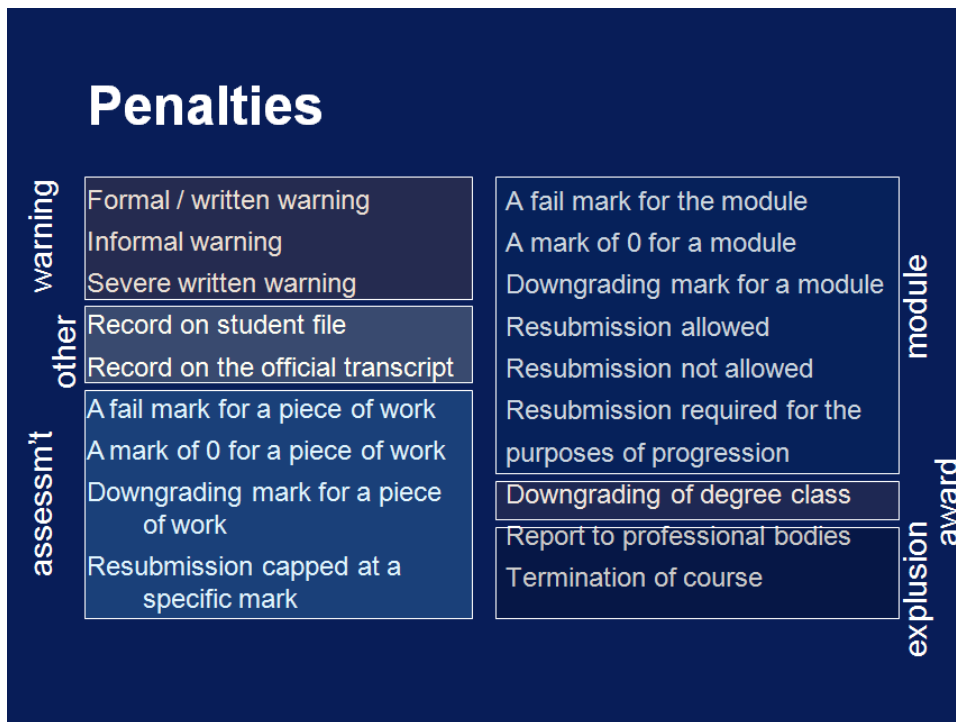 Penalties
warning
Formal / written warning
Informal warning
Severe written warning
other
Record on student file
Record on the official transcript
assessm't
A fail mark for a piece of work
A mark of 0 for a piece of work
Downgrading mark for a piece
of work
Resubmission capped at a
specific mark
module
A fail mark for the module
A mark of 0 for a module
Downgrading mark for a module
Resubmission allowed
Resubmission not allowed
Resubmission required for the
purposes of progression
award
Downgrading of degree class
explusion
Report to professional bodies
Termination of course